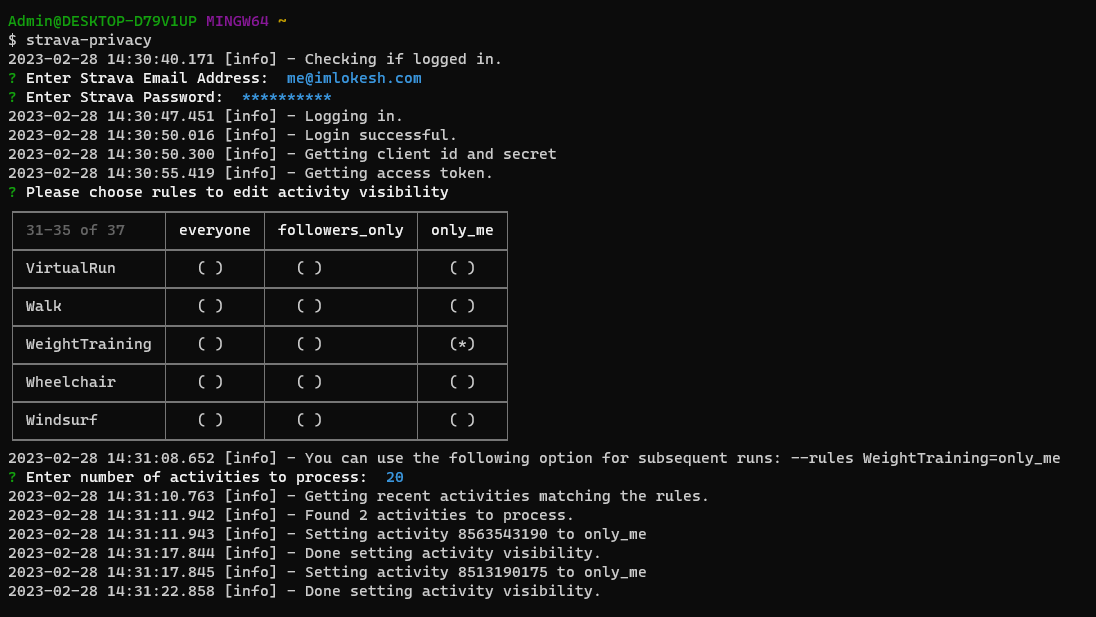 Admin@DESKTOP-D79V1UP MINGW64 ~
$ strava-privacy
2023-02-28 14:30:40.171 [info] - Checking if logged in.
? Enter Strava Email Address:  me@imlokesh.com
? Enter Strava Password:  **********
2023-02-28 14:30:47.451 [info] - Logging in.
2023-02-28 14:30:50.016 [info] - Login successful.
2023-02-28 14:30:50.300 [info] - Getting client id and secret
2023-02-28 14:30:55.419 [info] - Getting access token.
? Please choose rules to edit activity visibility
31-35 of 37 everyone followers_only only_me
VirtualRun ( ) ( ) ( )
Walk ( ) ( ) ( )
WeightTraining ( ) ( ) (*)
Wheelchair ( ) ( ) ( )
Windsurf ( ) ( ) ( )
2023-02-28 14:31:08.652 [info] - You can use the following option for subsequent runs: --rules WeightTraining=only_me
? Enter number of activities to process:  20
2023-02-28 14:31:10.763 [info] - Getting recent activities matching the rules.
2023-02-28 14:31:11.942 [info] - Found 2 activities to process.
2023-02-28 14:31:11.943 [info] - Setting activity 8563543190 to only_me
2023-02-28 14:31:17.844 [info] - Done setting activity visibility.
2023-02-28 14:31:17.845 [info] - Setting activity 8513190175 to only_me
2023-02-28 14:31:22.858 [info] - Done setting activity visibility.